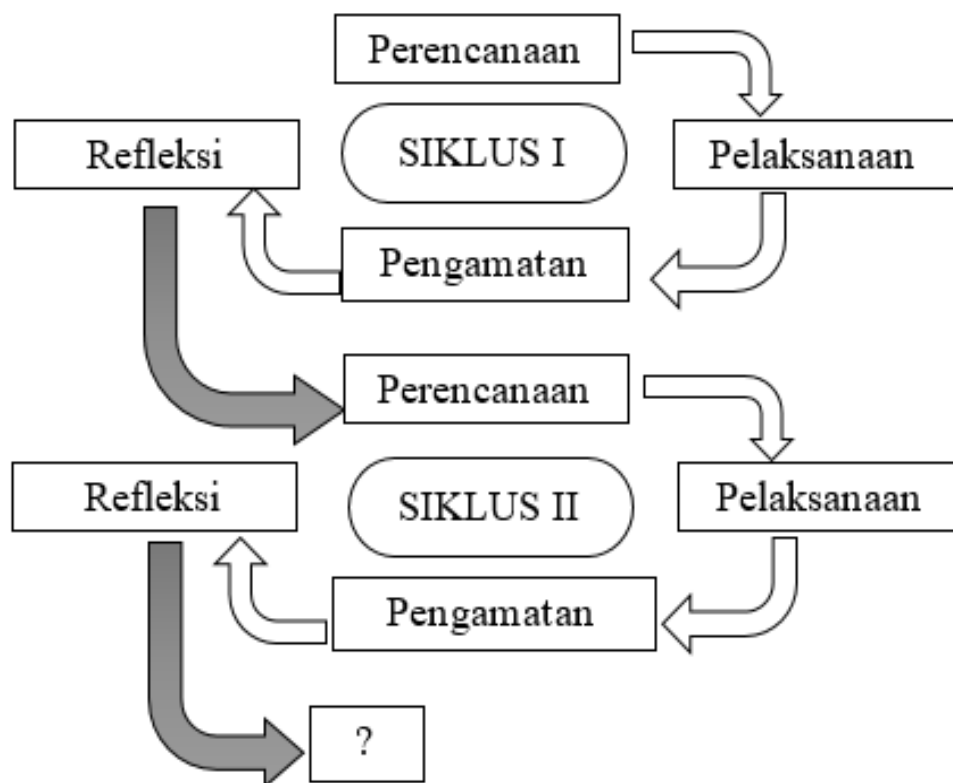 Perencanaan
Refleksi
SIKLUS I
Pelaksanaan
Pengamatan
Perencanaan
Refleksi
SIKLUS II
Pelaksanaan
Pengamatan
?